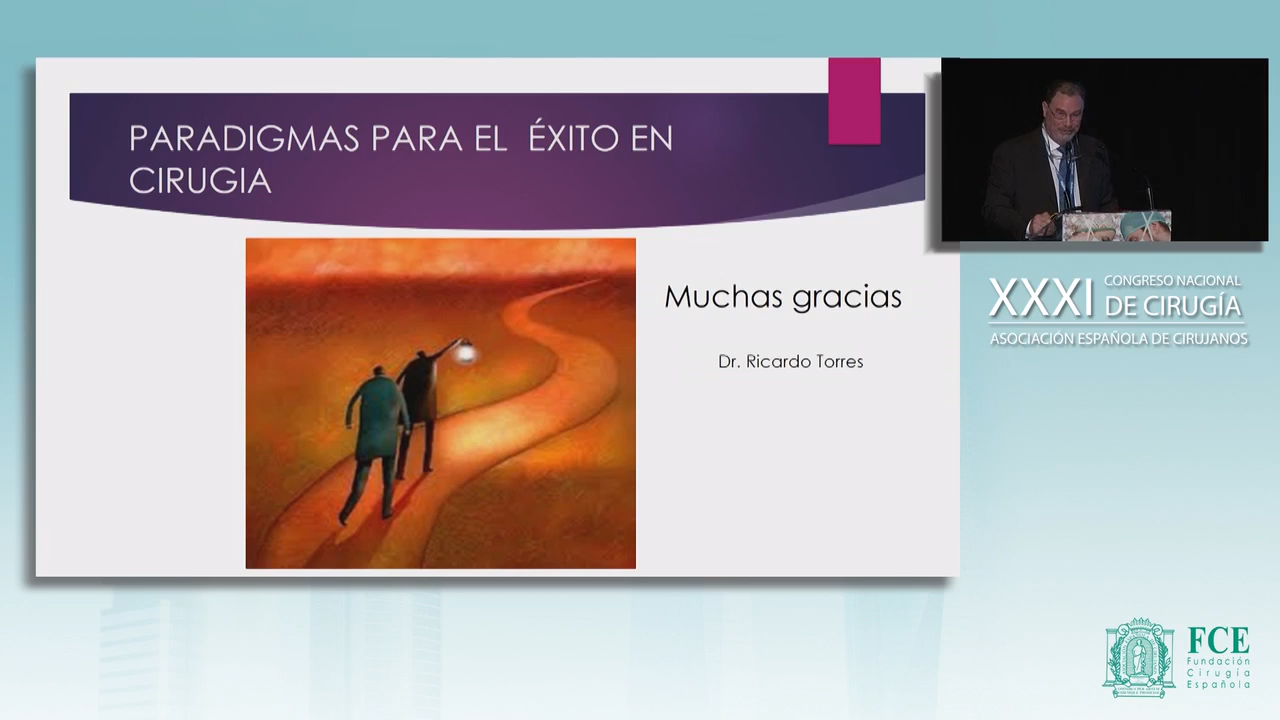 PARADIGMAS PARA EL ÉXITO EN
CIRUGIA
Muchas gracias
Dr. Ricardo Torres
XXXI
CONGRESO NACIONAL
DE CIRUGÍA
ASOCIACIÓN ESPAÑOLA DE CIRUJANOS
FCE
Fundación
Cirugía
Española